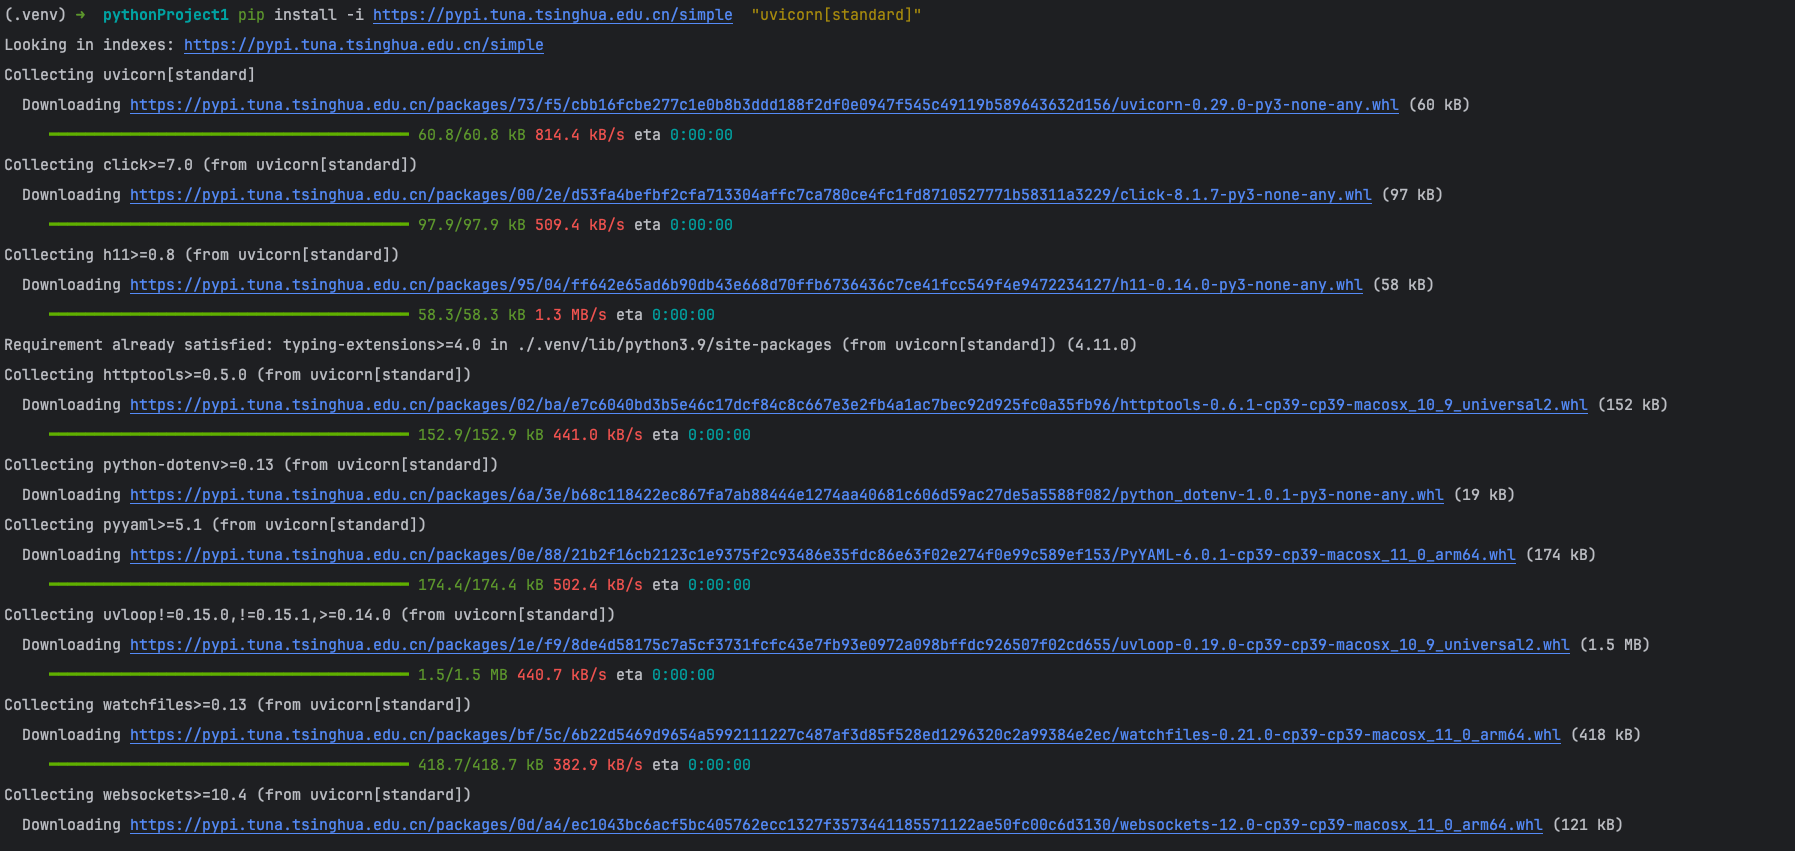 (.venv) → pythonProject1 pip install -i https://pypi.tuna.tsinghua.edu.cn/simple "uvicorn[standard]"
Looking in indexes: https://pypi.tuna.tsinghua.edu.cn/simple
Collecting uvicorn[standard]
Downloading https://pypi.tuna.tsinghua.edu.cn/packages/73/f5/cbb16fcbe277c1e0b8b3ddd188f2df0e0947f545c49119b589643632d156/uvicorn-0.29.0-py3-none-any.whl (60 kB)
60.8/60.8 kB 814.4 kB/s eta 0:00:00
Collecting click>=7.0 (from uvicorn[standard])
Downloading https://pypi.tuna.tsinghua.edu.cn/packages/00/2e/d53fa4befbf2cfa713304affc7ca780ce4fc1fd8710527771b58311a3229/click-8.1.7-py3-none-any.whl (97 kB)
97.9/97.9 kB 509.4 kB/s eta 0:00:00
Collecting h11>=0.8 (from uvicorn[standard])
Downloading https://pypi.tuna.tsinghua.edu.cn/packages/95/04/ff642e65ad6b90db43e668d70ffb6736436c7ce41fcc549f4e9472234127/h11-0.14.0-py3-none-any.whl (58 kB)
58.3/58.3 kB 1.3 MB/s eta 0:00:00
Requirement already satisfied: typing-extensions>=4.0 in ./.venv/lib/python3.9/site-packages (from uvicorn[standard]) (4.11.0)
Collecting httptools>=0.5.0 (from uvicorn[standard])
Downloading https://pypi.tuna.tsinghua.edu.cn/packages/02/ba/e7c6040bd3b5e46c17dcf84c8c667e3e2fb4a1ac7bec92d925fc0a35fb96/httptools-0.6.1-cp39-cp39-macosx_10_9_universal2.whl (152 kB)
152.9/152.9 kB 441.0 kB/s eta 0:00:00
Collecting python-dotenv>=0.13 (from uvicorn[standard])
Downloading https://pypi.tuna.tsinghua.edu.cn/packages/6a/3e/b68c118422ec867fa7ab88444e1274aa40681c606d59ac27de5a5588f082/python_dotenv-1.0.1-py3-none-any.whl (19 kB)
Collecting pyyaml>=5.1 (from uvicorn[standard])
Downloading https://pypi.tuna.tsinghua.edu.cn/packages/0e/88/21b2f16cb2123c1e9375f2c93486e35fdc86e63f02e274f0e99c589ef153/PyYAML-6.0.1-cp39-cp39-macosx_11_0_arm64.whl (174 kB)
174.4/174.4 kB 502.4 kB/s eta 0:00:00
Collecting uvloop!=0.15.0,!=0.15.1,>=0.14.0 (from uvicorn[standard])
Downloading https://pypi.tuna.tsinghua.edu.cn/packages/1e/f9/8de4d58175c7a5cf3731fcfc43e7fb93e0972a098bffdc926507f02cd655/uvloop-0.19.0-cp39-cp39-macosx_10_9_universal2.whl (1.5 MB)
1.5/1.5 MB 440.7 kB/s eta 0:00:00
Collecting watchfiles>=0.13 (from uvicorn[standard])
Downloading https://pypi.tuna.tsinghua.edu.cn/packages/bf/5c/6b22d5469d9654a5992111227c487af3d85f528ed1296320c2a99384e2ec/watchfiles-0.21.0-cp39-cp39-macosx_11_0_arm64.whl (418 kB)
418.7/418.7 kB 382.9 kB/s eta 0:00:00
Collecting websockets>=10.4 (from uvicorn[standard])
Downloading https://pypi.tuna.tsinghua.edu.cn/packages/0d/a4/ec1043bc6acf5bc405762ecc1327f3573441185571122ae50fc00c6d3130/websockets-12.0-cp39-cp39-macosx_11_0_arm64.whl (121 kB)